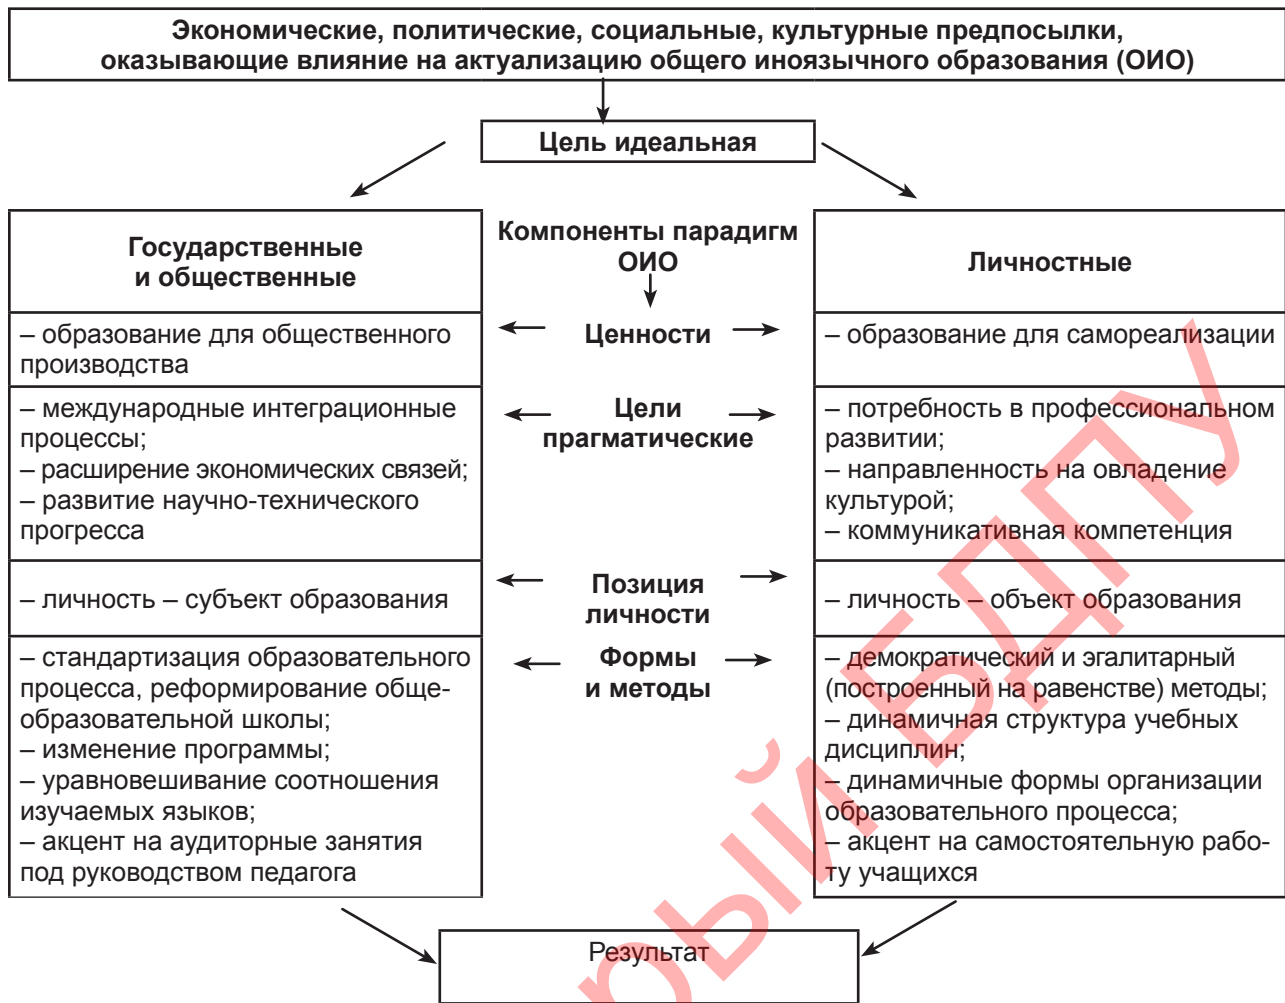 Экономические, политические, социальные, культурные предпосылки,
оказывающие влияние на актуализацию общего иноязычного образования (ОИО)
Цель идеальная
Государственные
и общественные
Компоненты парадигм
ОИО
Личностные
– образование для общественного
производства
Ценности
– образование для самореализации
– международные интеграционные
процессы;
– расширение экономических связей;
– развитие научно-технического
прогресса
Цели
прагматические
– потребность в профессиональном
развитии;
– направленность на овладение
культурой;
– коммуникативная компетенция
– личность – субъект образования
Позиция
личности
– личность – объект образования
– стандартизация образовательного
процесса, реформирование обще-
образовательной школы;
– изменение программы;
– уравновешивание соотношения
изучаемых языков;
– акцент на аудиторные занятия
под руководством педагога
Формы
и методы
– демократический и эгалитарный
(построенный на равенстве) методы;
– динамичная структура учебных
дисциплин;
– динамичные формы организации
образовательного процесса;
– акцент на самостоятельную рабо-
ту учащихся
Результат
БДПУ